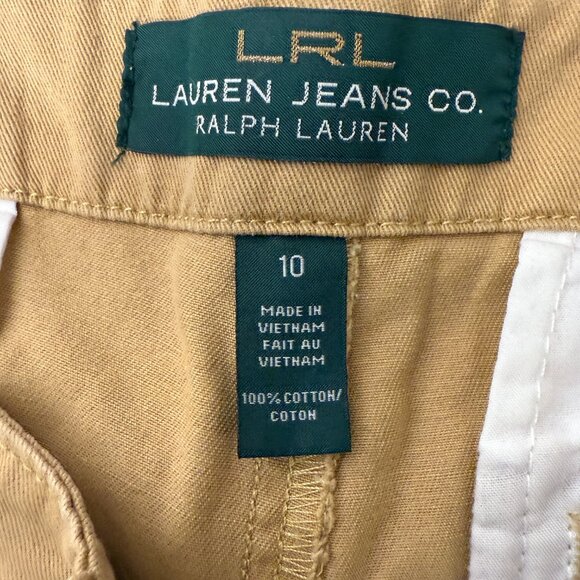 LRL
LAUREN JEANS CO.
RALPH LAUREN
10
MADE IN
VIETNAM
FAIT AU
VIETNAM
100% COTTON/
COTON